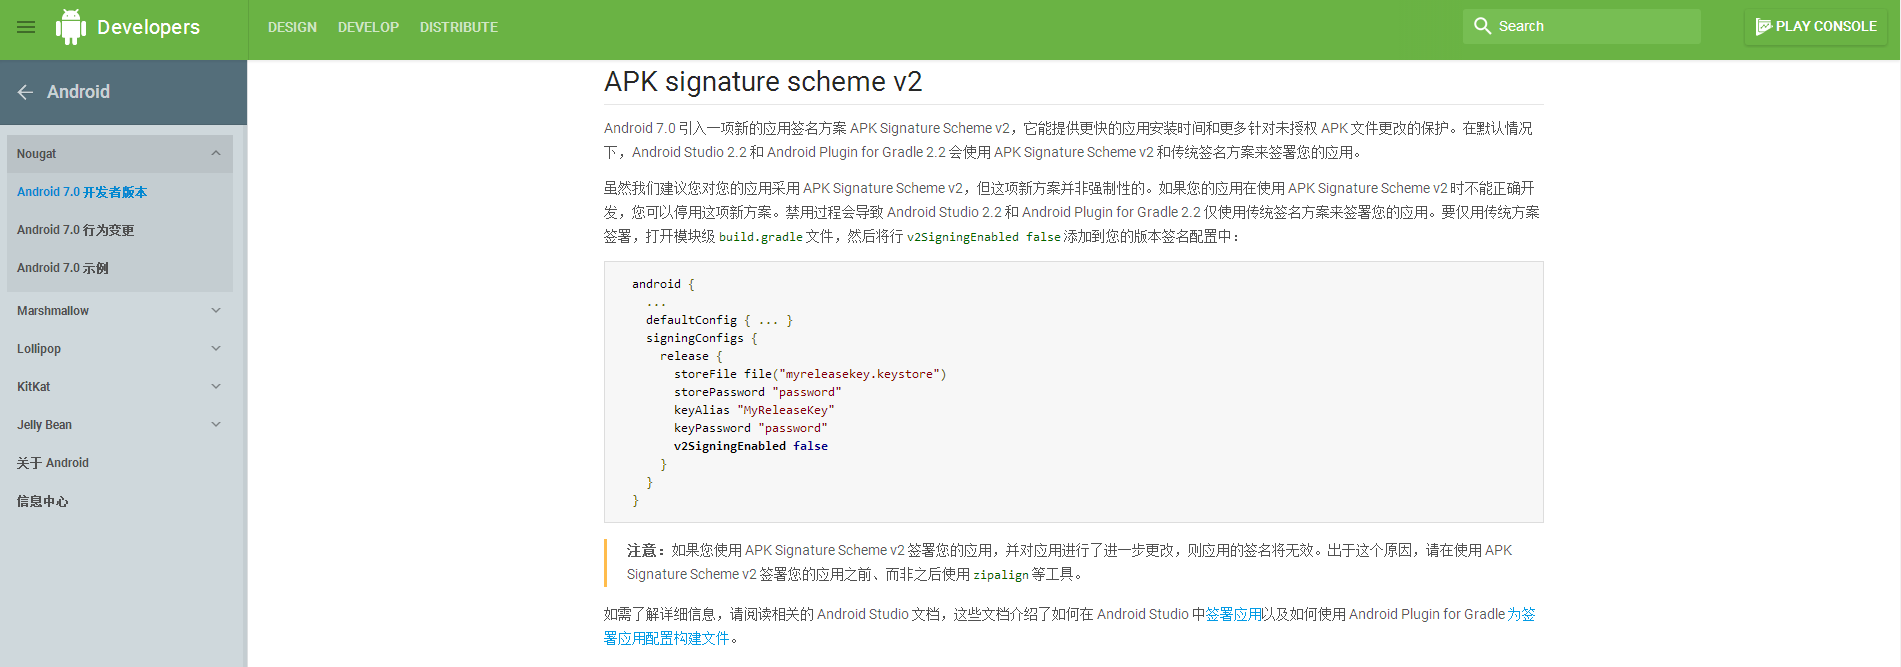 Developers
DESIGN DEVELOP DISTRIBUTE
Search
PLAY CONSOLE
Android
Nougat
Android 7.0 开发者版本
Android 7.0 行为变更
Android 7.0 示例
Marshmallow
Lollipop
KitKat
Jelly Bean
关于 Android
信息中心
APK signature scheme v2
Android 7.0 引入一项新的应用签名方案 APK Signature Scheme v2，它能提供更快的应用安装时间和更多针对未授权 APK 文件更改的保护。在默认情况
下，Android Studio 2.2 和 Android Plugin for Gradle 2.2 会使用 APK Signature Scheme v2 和传统签名方案来签署您的应用。
虽然我们建议您对您的应用采用 APK Signature Scheme v2，但这项新方案并非强制性的。如果您的应用在使用 APK Signature Scheme v2 时不能正确开
发，您可以停用这项新方案。禁用过程会导致 Android Studio 2.2 和 Android Plugin for Gradle 2.2 仅使用传统签名方案来签署您的应用。要仅用传统方案
签署，打开模块级 build.gradle 文件，然后将行 v2SigningEnabled false 添加到您的版本签名配置中：
android {
...
defaultConfig { ... }
signingConfigs {
release {
storeFile file("myreleasekey.keystore")
storePassword "password"
keyAlias "MyReleaseKey"
keyPassword "password"
v2SigningEnabled false
}
}
}
注意：如果您使用 APK Signature Scheme v2 签署您的应用，并对应用进行了进一步更改，则应用的签名将无效。出于这个原因，请在使用 APK
Signature Scheme v2 签署您的应用之前、而非之后使用 zipalign 等工具。
如需了解详细信息，请阅读相关的 Android Studio 文档，这些文档介绍了如何在 Android Studio 中签署应用以及如何使用 Android Plugin for Gradle 为签
署应用配置构建文件。